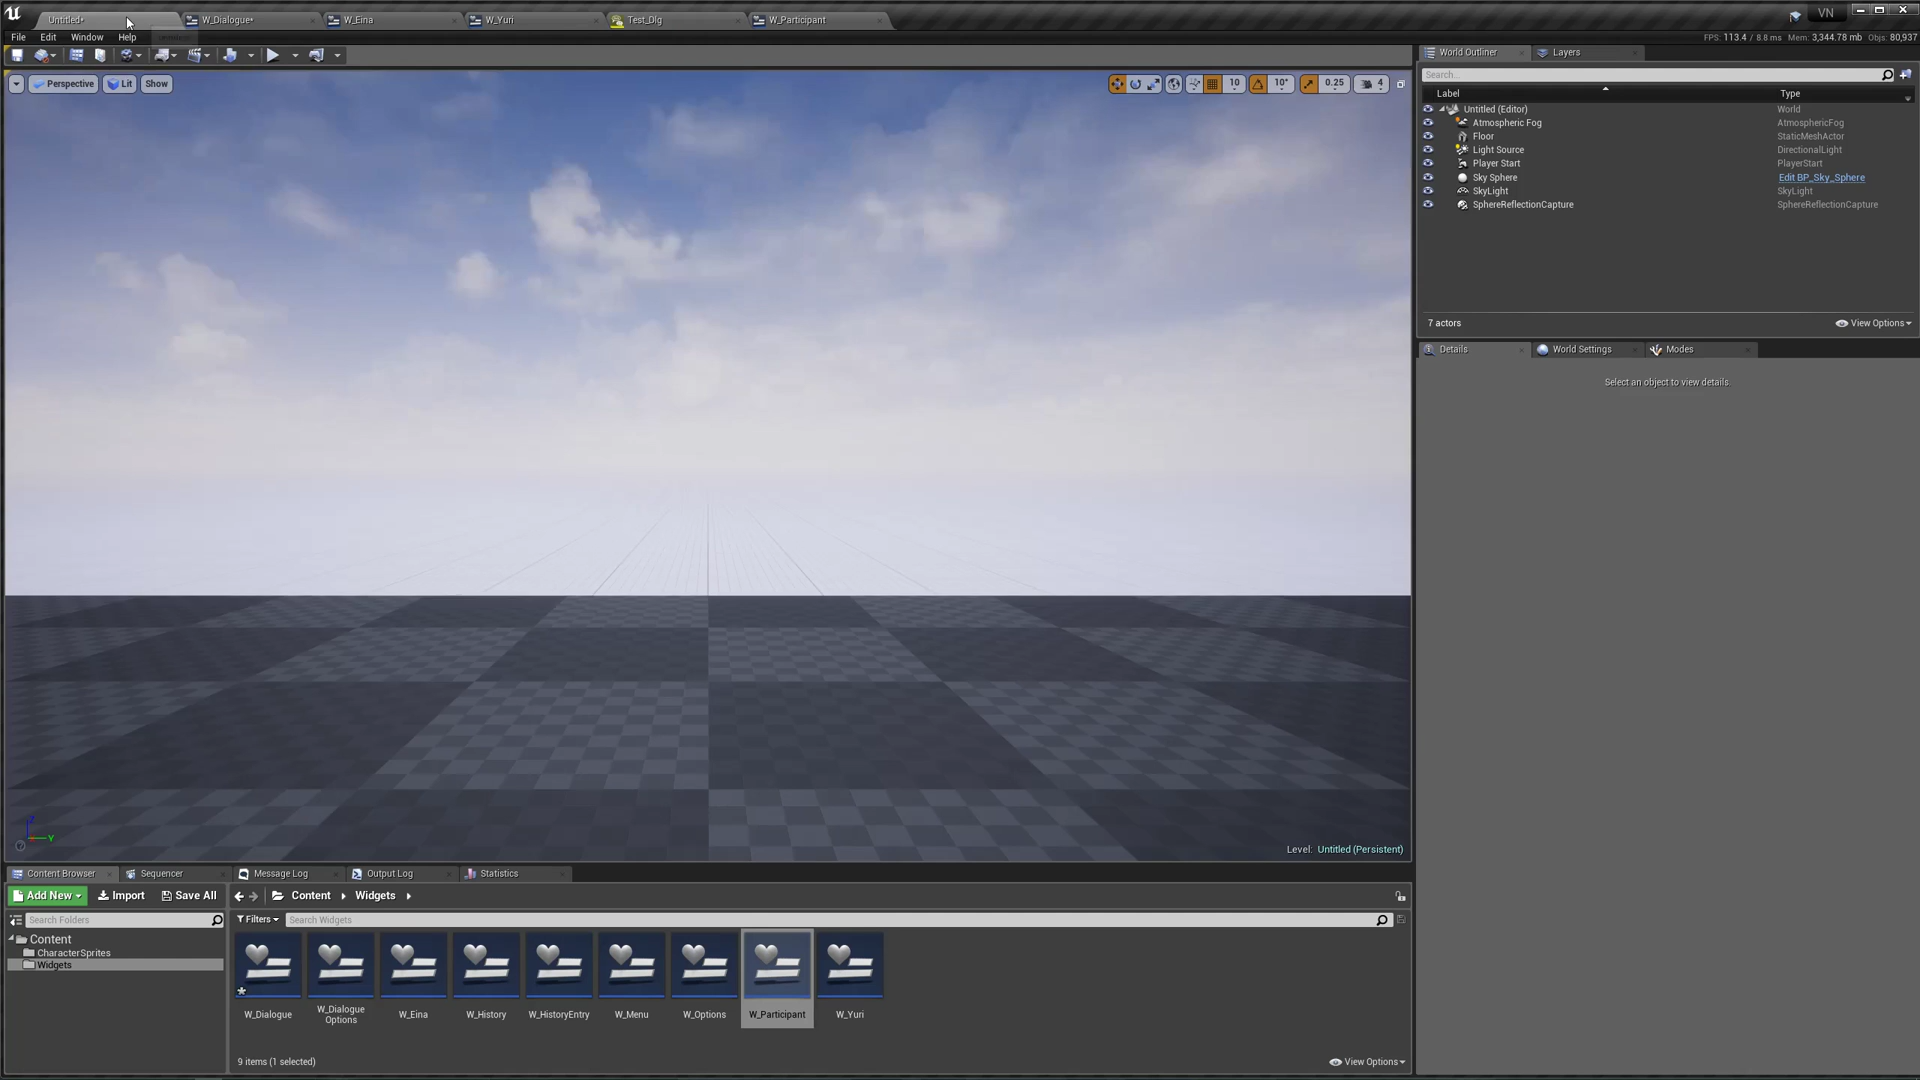 Untitled*
W_Dialogue*
W_Eina
W_Yuri
Test_Dlg
W_Participant
VN
File Edit Window Help
FPS: 113.4 / 8.8 ms Mem: 3,344.78 mb Objs: 80,937
Perspective Lit Show
10 10° 0.25 4
World Outliner Layers
Search...
Label Type
Untitled (Editor) World
Atmospheric Fog AtmosphericFog
Floor StaticMeshActor
Light Source DirectionalLight
Player Start PlayerStart
Sky Sphere Edit BP_Sky_Sphere
SkyLight SkyLight
SphereReflectionCapture SphereReflectionCapture
7 actors View Options
Details World Settings Modes
Select an object to view details.
Z
Y
Level: Untitled (Persistent)
Content Browser Sequencer Message Log Output Log Statistics
Add New Import Save All Content Widgets
Search Folders Filters Search Widgets
Content
CharacterSprites
Widgets
W_Dialogue
W_Dialogue
Options
W_Eina
W_History
W_HistoryEntry
W_Menu
W_Options
W_Participant
W_Yuri
9 items (1 selected) View Options